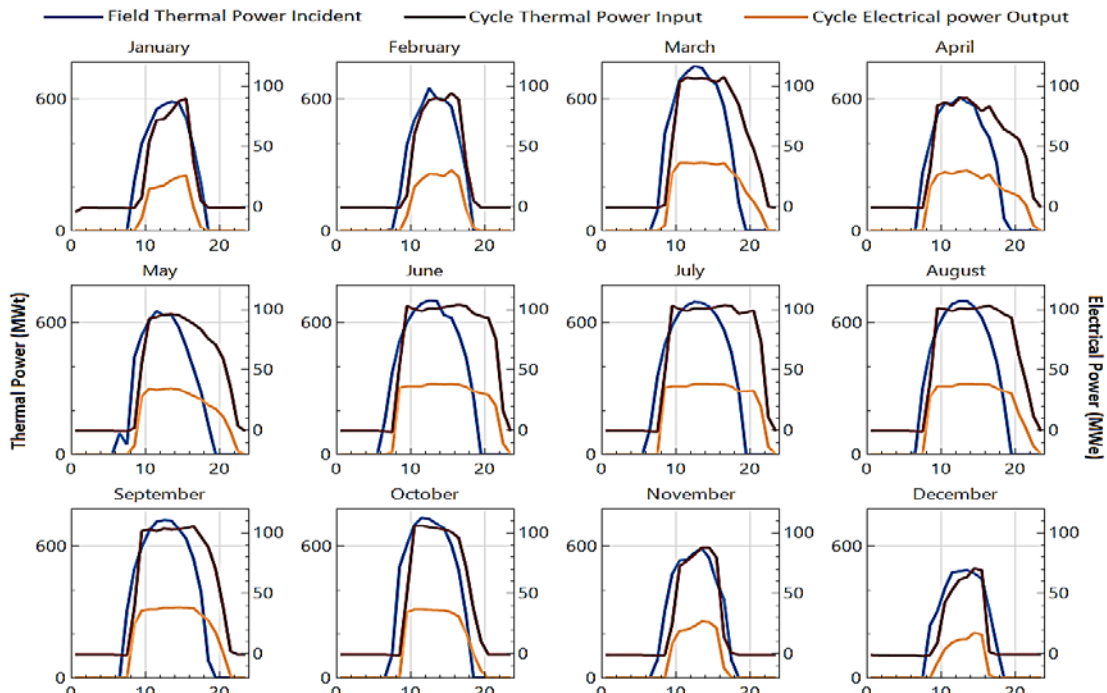 Field Thermal Power Incident Cycle Thermal Power Input Cycle Electrical power Output
January February March April
600 100 600 100 600 100 600 100
50 50 50 50
0 0 0 0
0 0 0 0
0 10 20 0 10 20 0 10 20 0 10 20
May June July August
Thermal Power (MWt)
Electrical Power (MWe)
600 100 600 100 600 100 600 100
50 50 50 50
0 0 0 0
0 0 0 0
0 10 20 0 10 20 0 10 20 0 10 20
September October November December
600 100 600 100 600 100 600 100
50 50 50 50
0 0 0 0
0 0 0 0
0 10 20 0 10 20 0 10 20 0 10 20